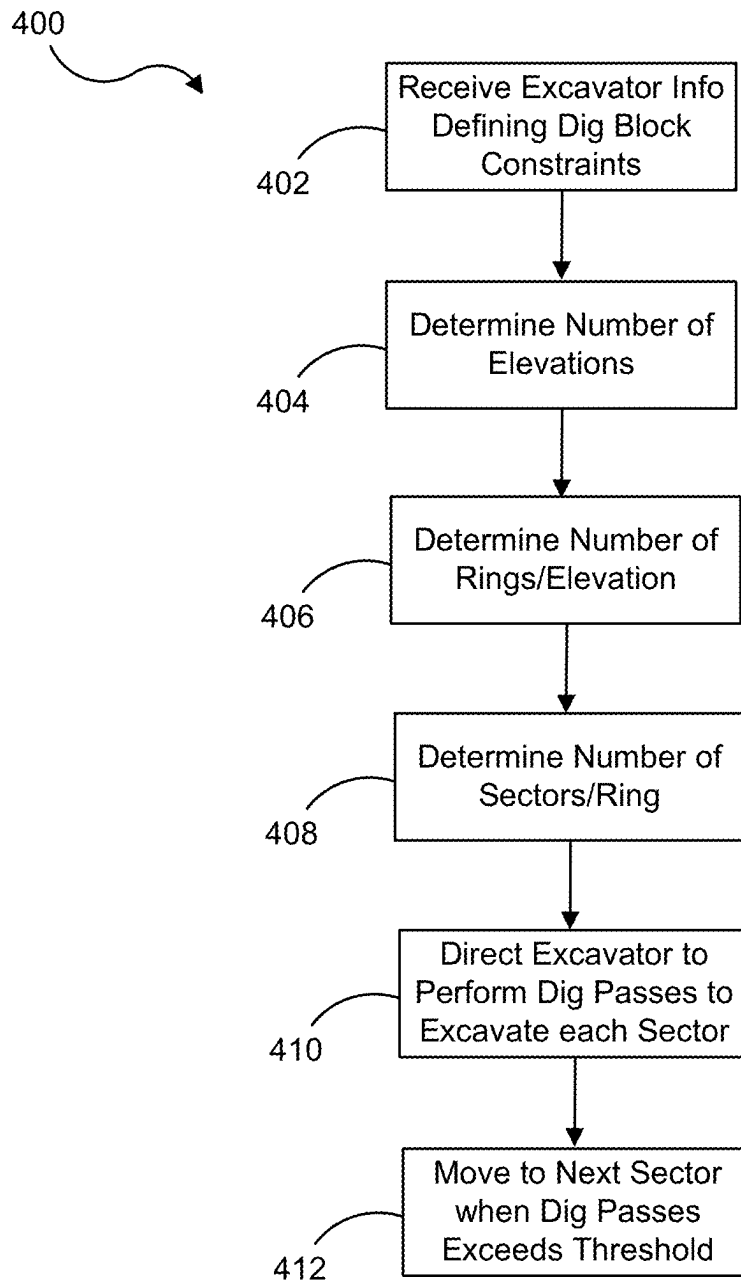 400
Receive Excavator Info
Defining Dig Block
Constraints
402
Determine Number of
Elevations
404
Determine Number of
Rings/Elevation
406
Determine Number of
Sectors/Ring
408
Direct Excavator to
Perform Dig Passes to
Excavate each Sector
410
Move to Next Sector
when Dig Passes
Exceeds Threshold
412